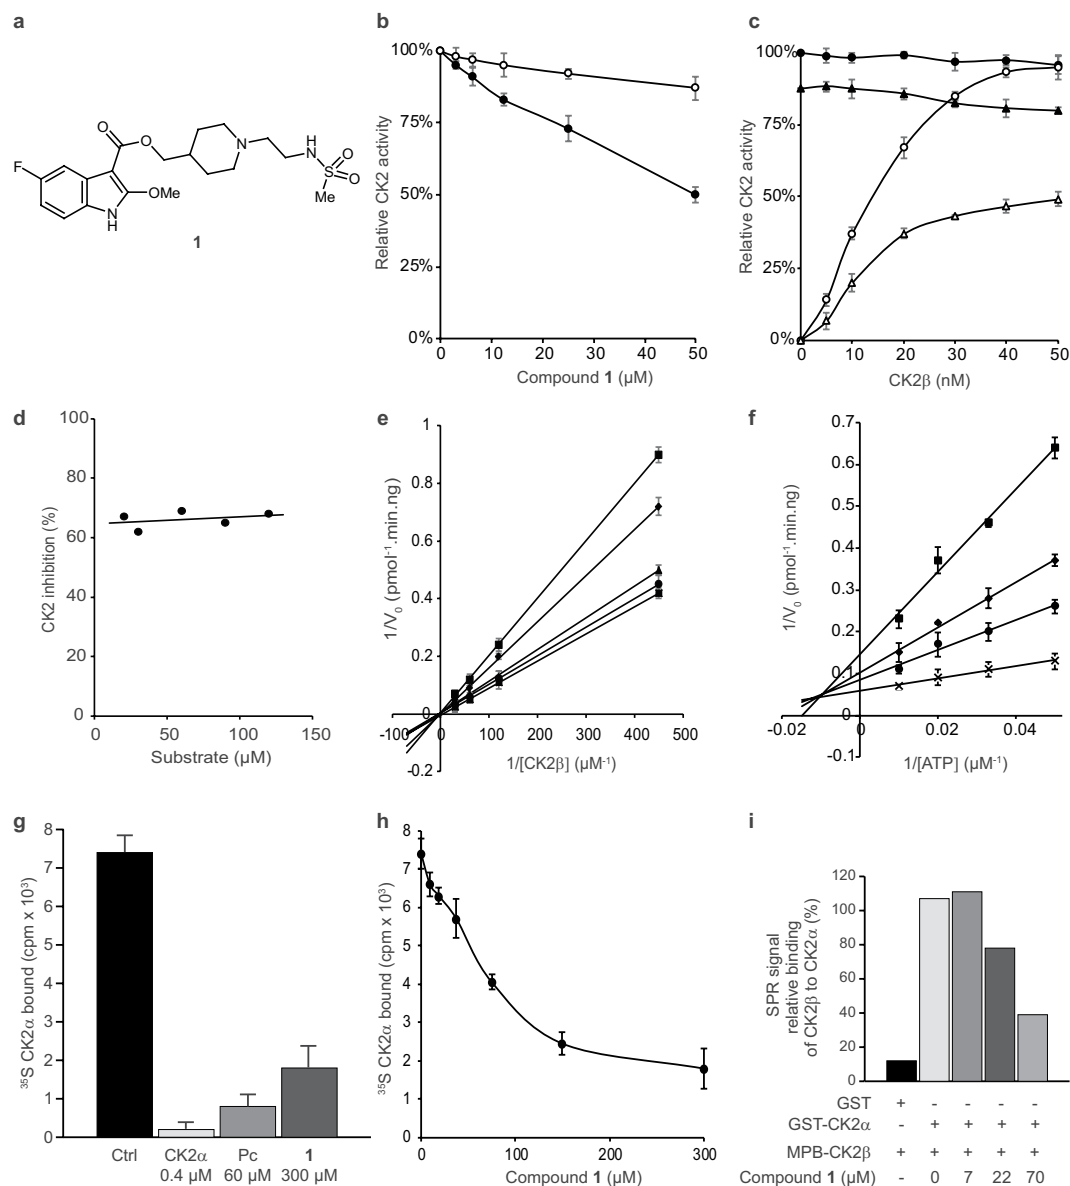 a
b
c
F
O
O
N
H
N
S
O
O
Me
OMe
N
H
1
100%
75%
50%
25%
0%
Relative CK2 activity
0 10 20 30 40 50
Compound 1 (µM)
100%
75%
50%
25%
0%
Relative CK2 activity
0 10 20 30 40 50
CK2β (nM)
d
e
f
100
80
60
40
20
0
CK2 inhibition (%)
0 50 100 150
Substrate (µM)
1
0.8
0.6
0.4
0.2
0
-0.2
1/V₀ (pmol⁻¹.min.ng)
-100 0 100 200 300 400 500
1/[CK2β] (µM⁻¹)
0.7
0.6
0.5
0.4
0.3
0.2
0.1
0
-0.1
1/V₀ (pmol⁻¹.min.ng)
-0.02 0 0.02 0.04
1/[ATP] (µM⁻¹)
g
h
i
8
7
6
5
4
3
2
1
0
³⁵S CK2α bound (cpm x 10³)
Ctrl CK2α Pc 1
0.4 µM 60 µM 300 µM
8
7
6
5
4
3
2
1
0
³⁵S CK2α bound (cpm x 10³)
0 100 200 300
Compound 1 (µM)
120
100
80
60
40
20
0
SPR signal
relative binding
of CK2β to CK2α (%)
GST + - - - -
GST-CK2α - + + + +
MPB-CK2β + + + + +
Compound 1 (µM) - 0 7 22 70